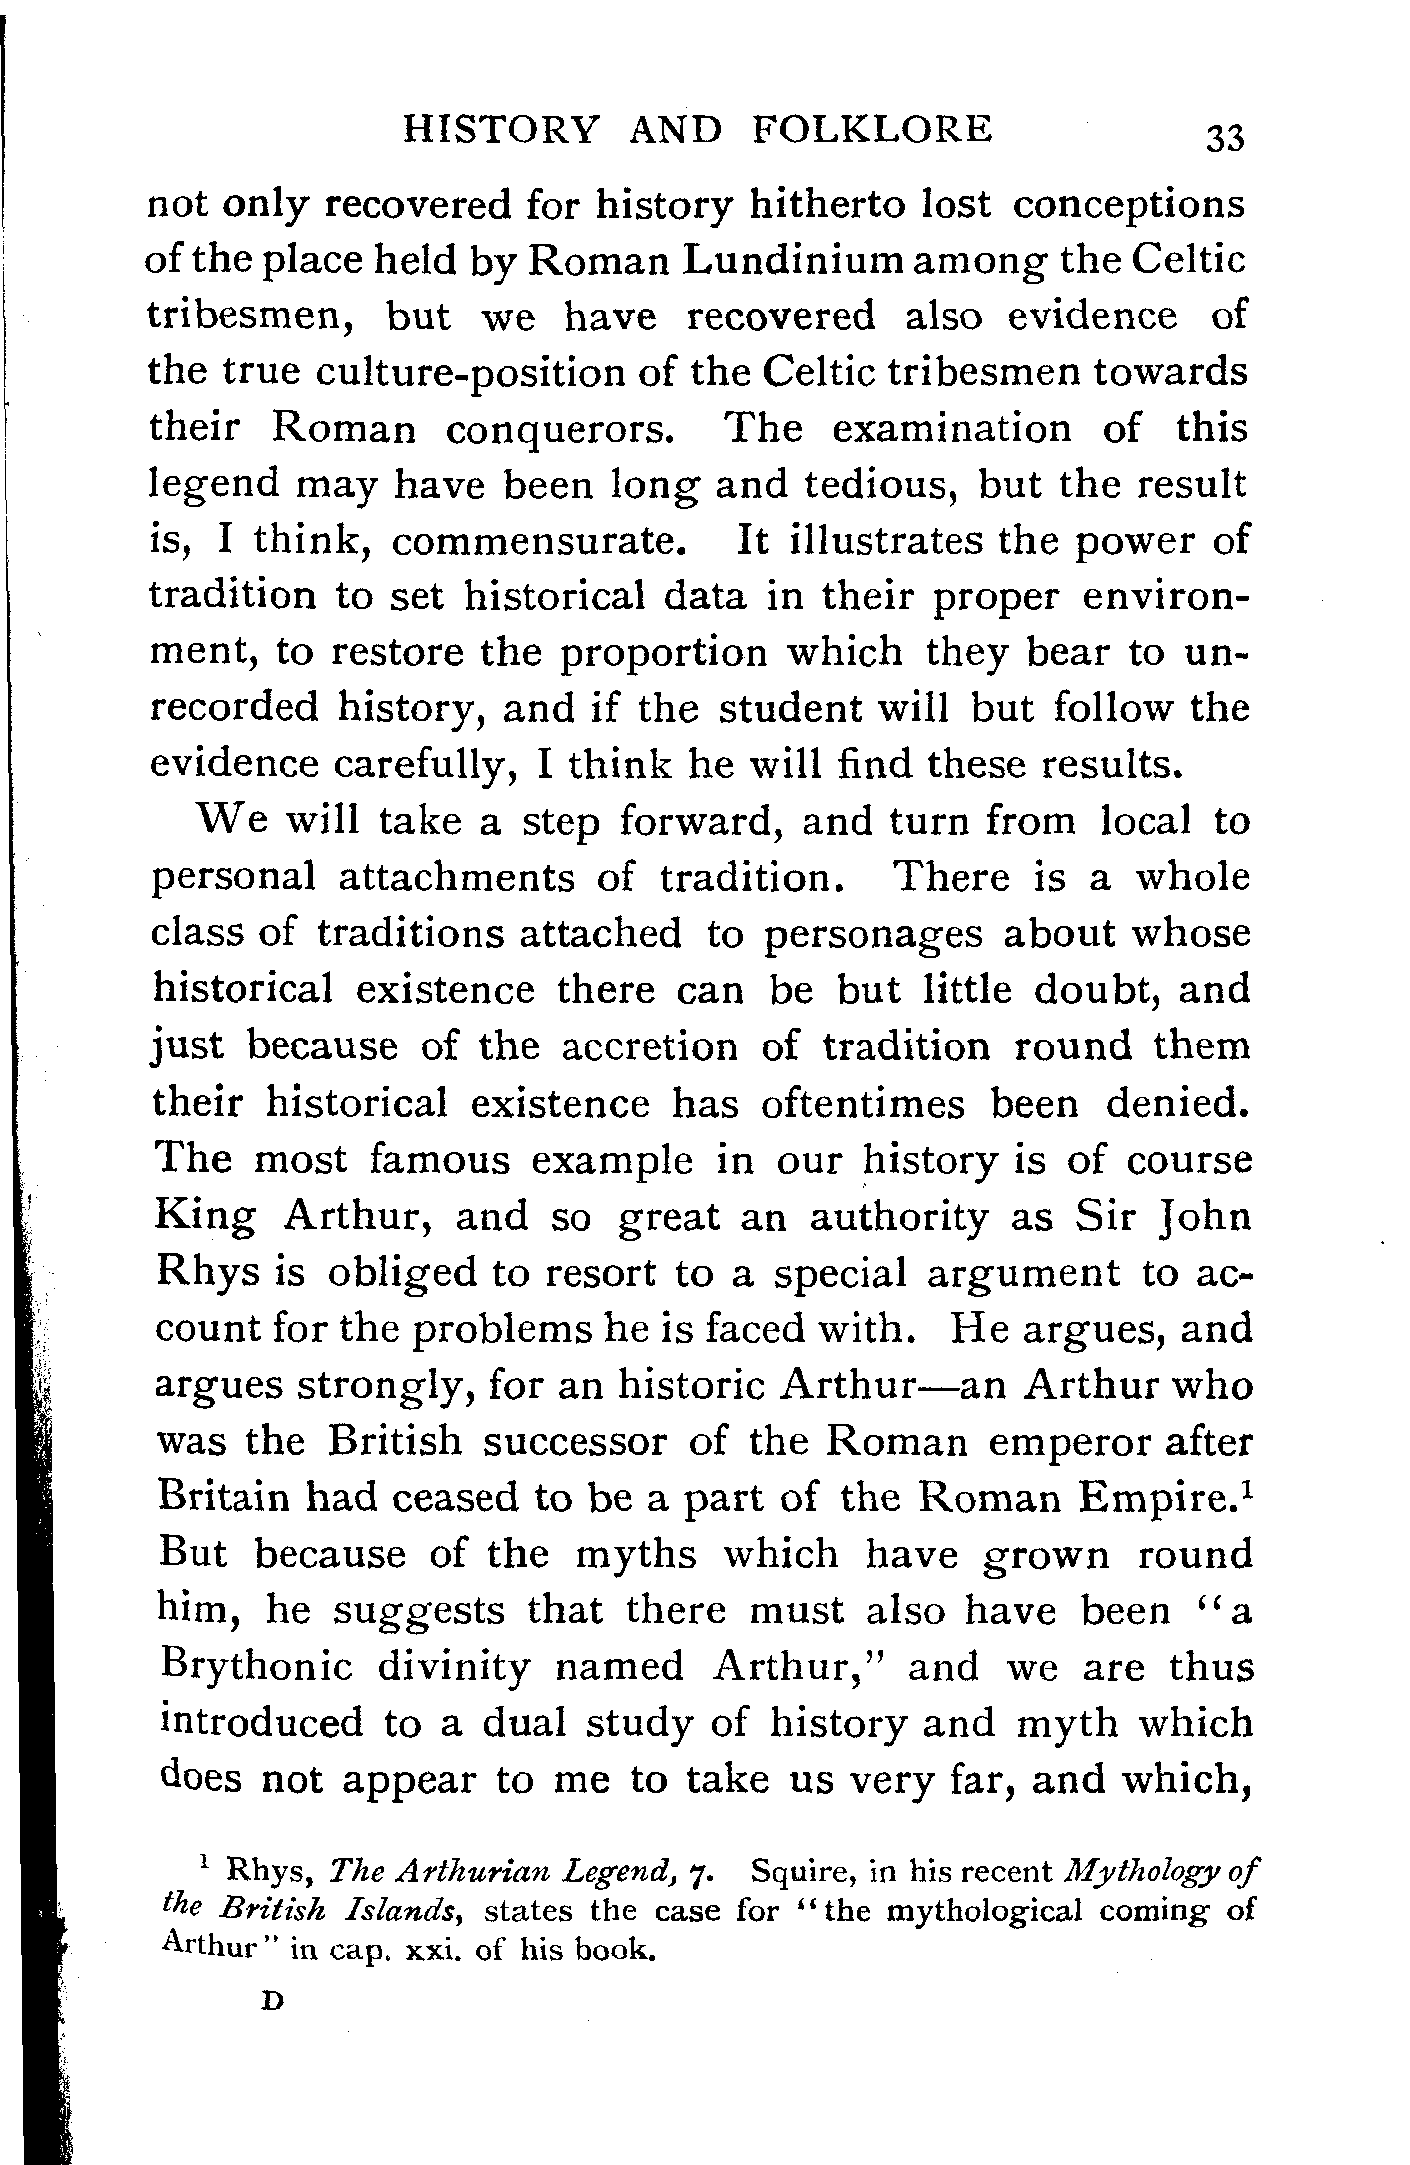 HISTORY AND FOLKLORE 33
not only recovered for history hitherto lost conceptions
of the place held by Roman Lundinium among the Celtic
tribesmen, but we have recovered also evidence of
the true culture-position of the Celtic tribesmen towards
their Roman conquerors. The examination of this
legend may have been long and tedious, but the result
is, I think, commensurate. It illustrates the power of
tradition to set historical data in their proper environ-
ment, to restore the proportion which they bear to un-
recorded history, and if the student will but follow the
evidence carefully, I think he will find these results.
We will take a step forward, and turn from local to
personal attachments of tradition. There is a whole
class of traditions attached to personages about whose
historical existence there can be but little doubt, and
just because of the accretion of tradition round them
their historical existence has oftentimes been denied.
The most famous example in our history is of course
King Arthur, and so great an authority as Sir John
Rhys is obliged to resort to a special argument to ac-
count for the problems he is faced with. He argues, and
argues strongly, for an historic Arthur—an Arthur who
was the British successor of the Roman emperor after
Britain had ceased to be a part of the Roman Empire.¹
But because of the myths which have grown round
him, he suggests that there must also have been “a
Brythonic divinity named Arthur,” and we are thus
introduced to a dual study of history and myth which
does not appear to me to take us very far, and which,
¹ Rhys, The Arthurian Legend, 7. Squire, in his recent Mythology of
the British Islands, states the case for “the mythological coming of
Arthur” in cap. xxi. of his book.
D